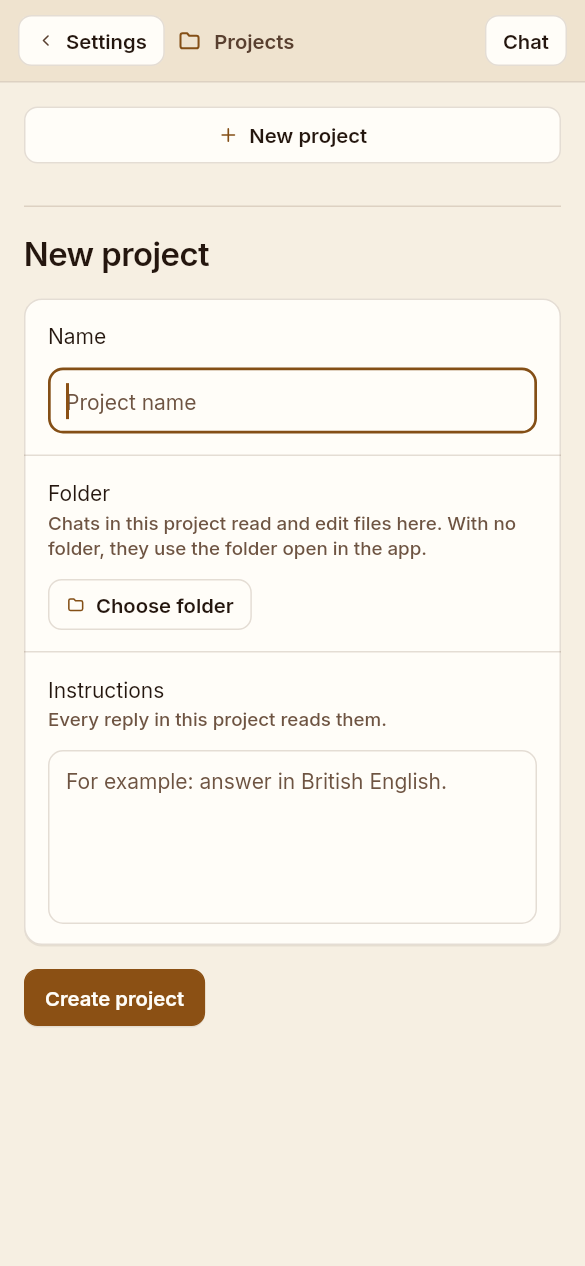 Settings
Projects
Chat
New project
New project
Name
Project name
Folder
Chats in this project read and edit files here. With no
folder, they use the folder open in the app.
Choose folder
Instructions
Every reply in this project reads them.
For example: answer in British English.
Create project